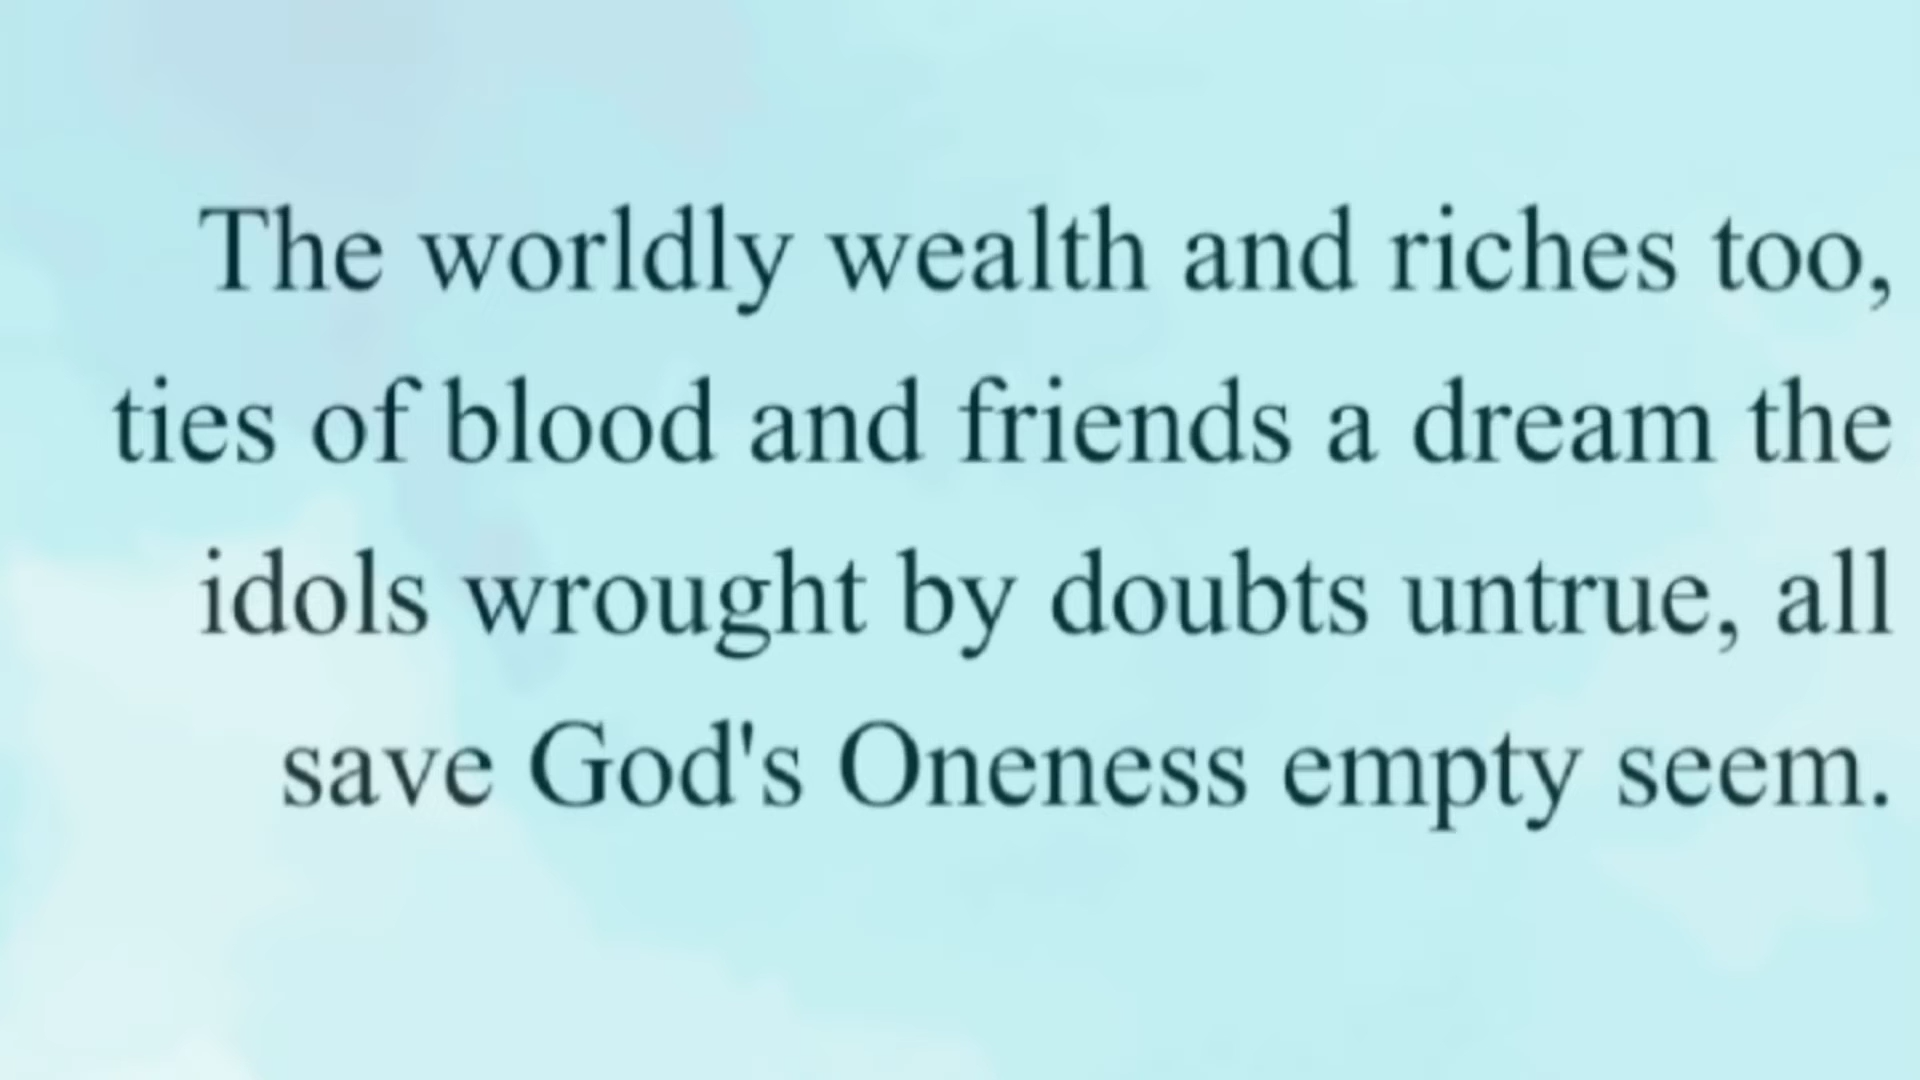 The worldly wealth and riches too,
ties of blood and friends a dream the
idols wrought by doubts untrue, all
save God's Oneness empty seem.